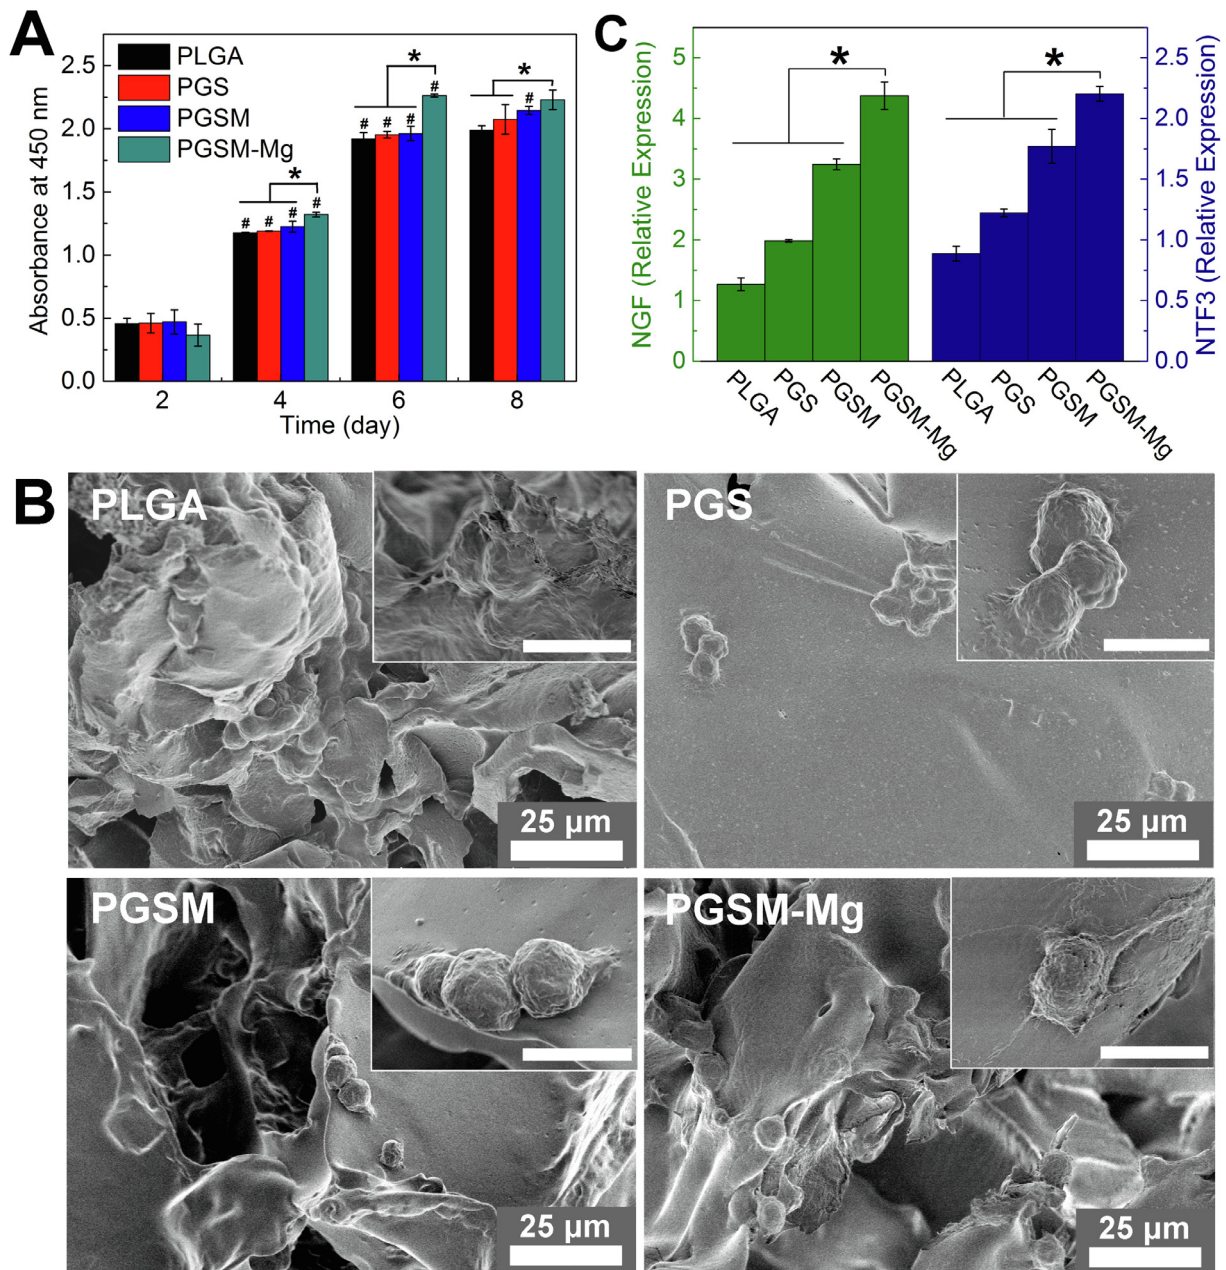 A
Absorbance at 450 nm
2.5
2.0
1.5
1.0
0.5
0.0
PLGA
PGS
PGSM
PGSM-Mg
# # # #
*
# # # #
*
#
*
2 4 6 8
Time (day)
C
NGF (Relative Expression)
5
4
3
2
1
0
* *
2.5
2.0
1.5
1.0
0.5
0.0
NTF3 (Relative Expression)
PLGA PGS PGSM PGSM-Mg PLGA PGS PGSM PGSM-Mg
B
PLGA
25 µm
PGS
25 µm
PGSM
25 µm
PGSM-Mg
25 µm